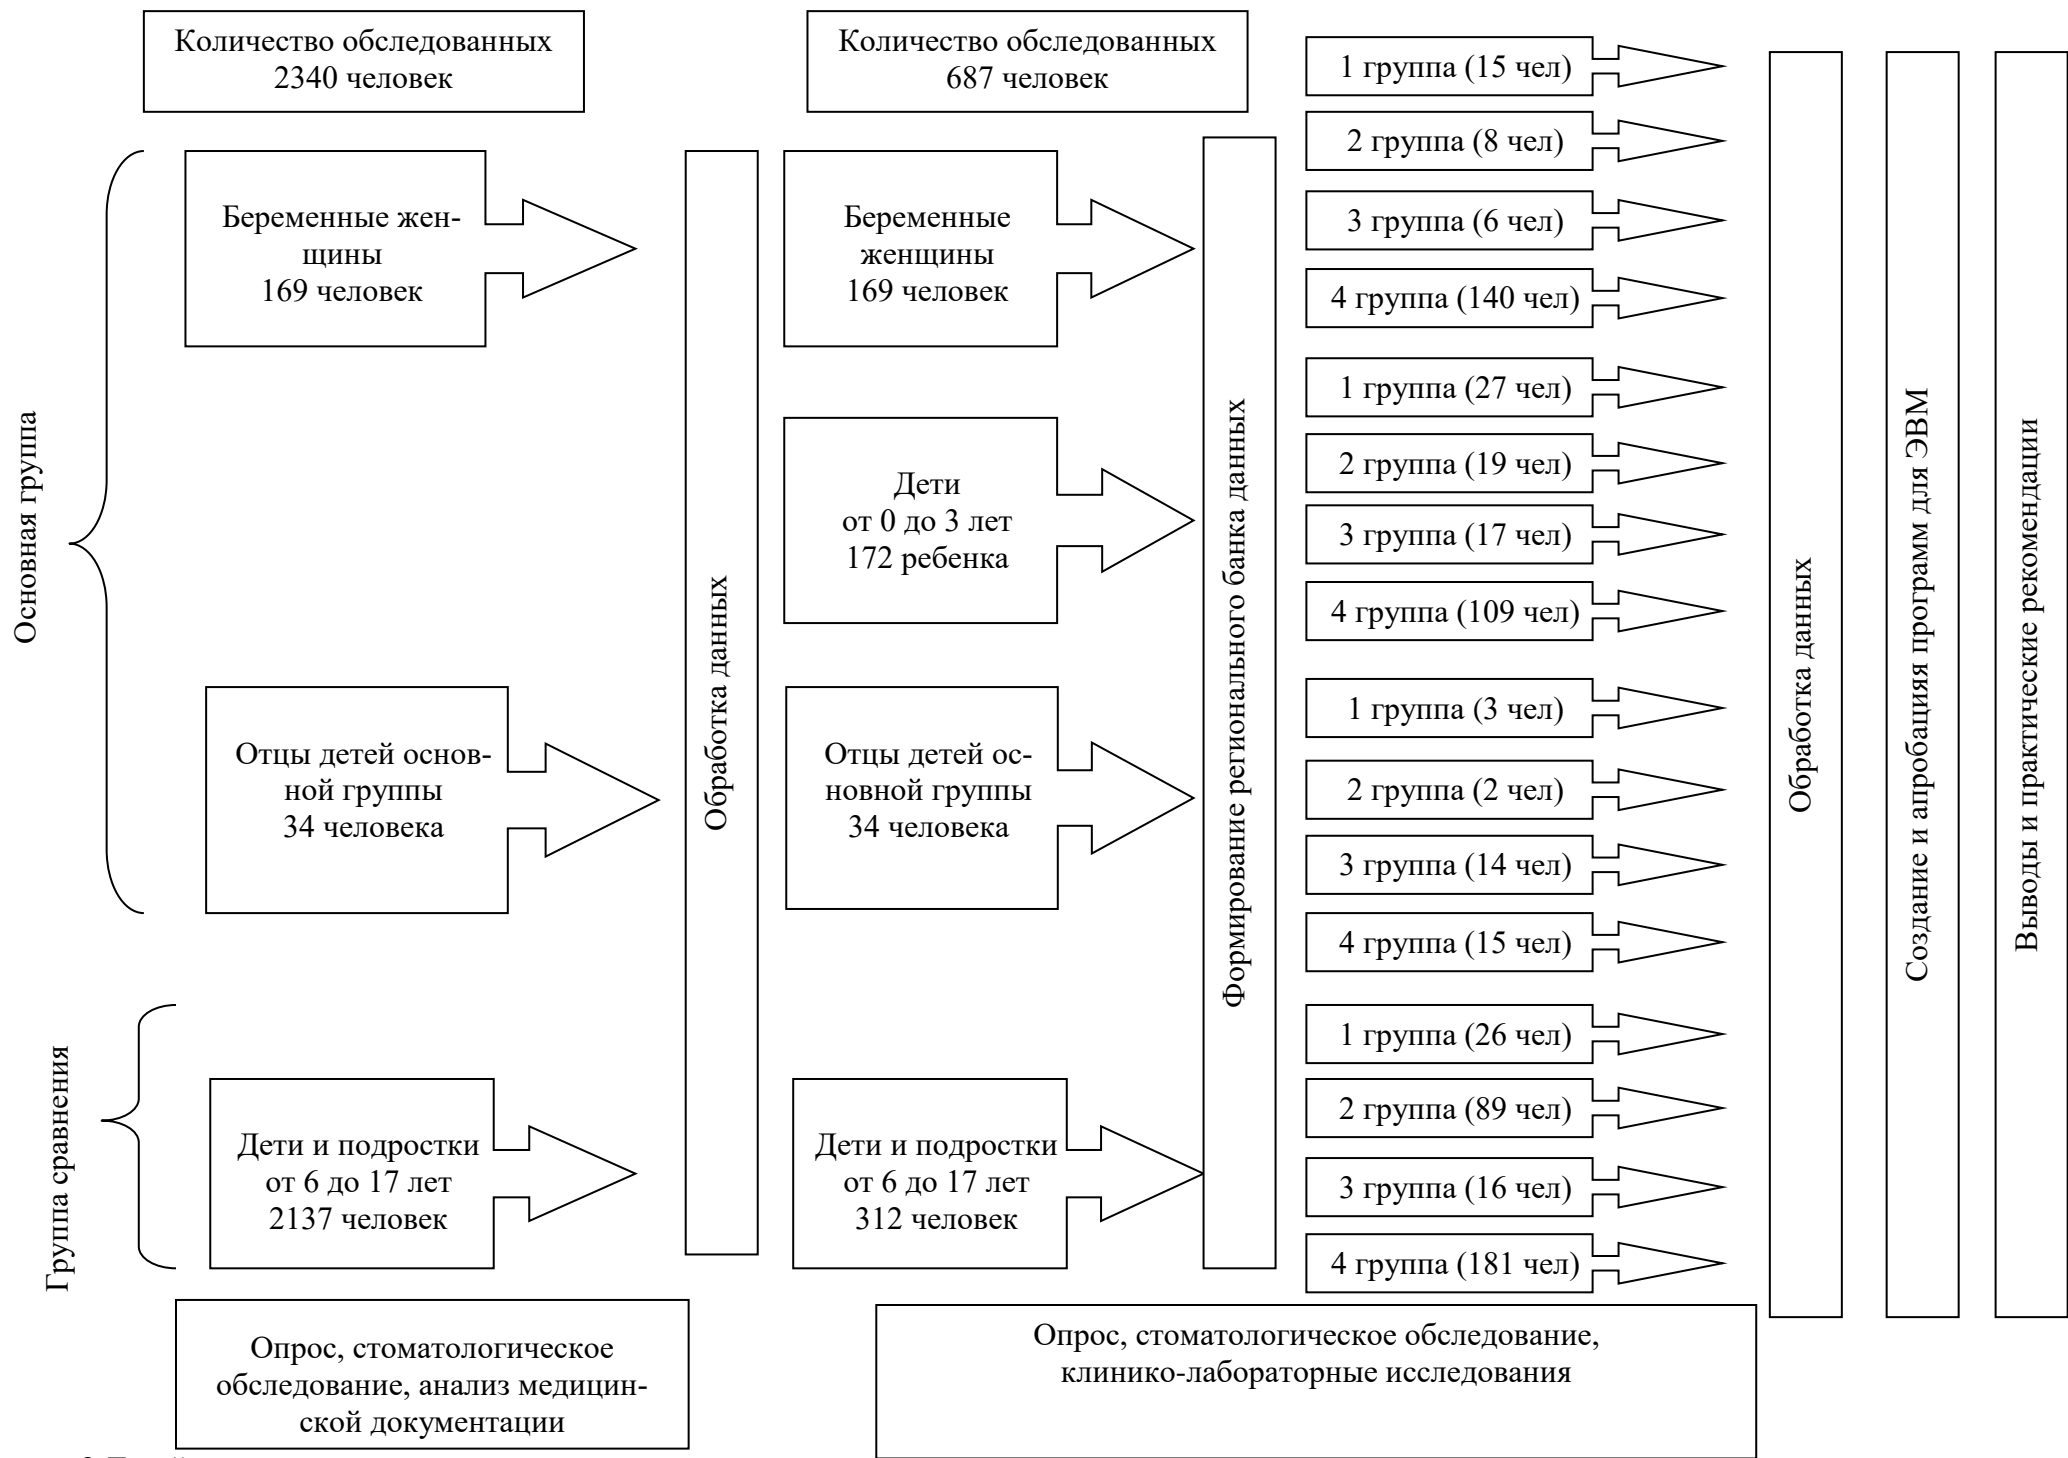 Количество обследованных
2340 человек
Количество обследованных
687 человек
Основная группа
Беременные жен-
щины
169 человек
Отцы детей основ-
ной группы
34 человека
Группа сравнения
Дети и подростки
от 6 до 17 лет
2137 человек
Обработка данных
Беременные
женщины
169 человек
Дети
от 0 до 3 лет
172 ребенка
Отцы детей ос-
новной группы
34 человека
Дети и подростки
от 6 до 17 лет
312 человек
Формирование регионального банка данных
1 группа (15 чел)
2 группа (8 чел)
3 группа (6 чел)
4 группа (140 чел)
1 группа (27 чел)
2 группа (19 чел)
3 группа (17 чел)
4 группа (109 чел)
1 группа (3 чел)
2 группа (2 чел)
3 группа (14 чел)
4 группа (15 чел)
1 группа (26 чел)
2 группа (89 чел)
3 группа (16 чел)
4 группа (181 чел)
Обработка данных
Создание и апробацияя программ для ЭВМ
Выводы и практические рекомендации
Опрос, стоматологическое
обследование, анализ медицин-
ской документации
Опрос, стоматологическое обследование,
клинико-лабораторные исследования